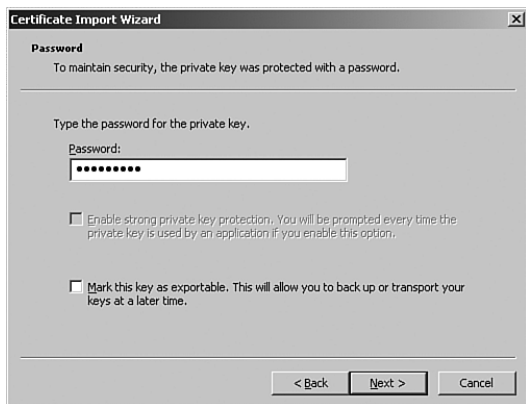 Certificate Import Wizard
Password
To maintain security, the private key was protected with a password.
Type the password for the private key.
Password:
•••••••••
Enable strong private key protection. You will be prompted every time the
private key is used by an application if you enable this option.
Mark this key as exportable. This will allow you to back up or transport your
keys at a later time.
< Back
Next >
Cancel